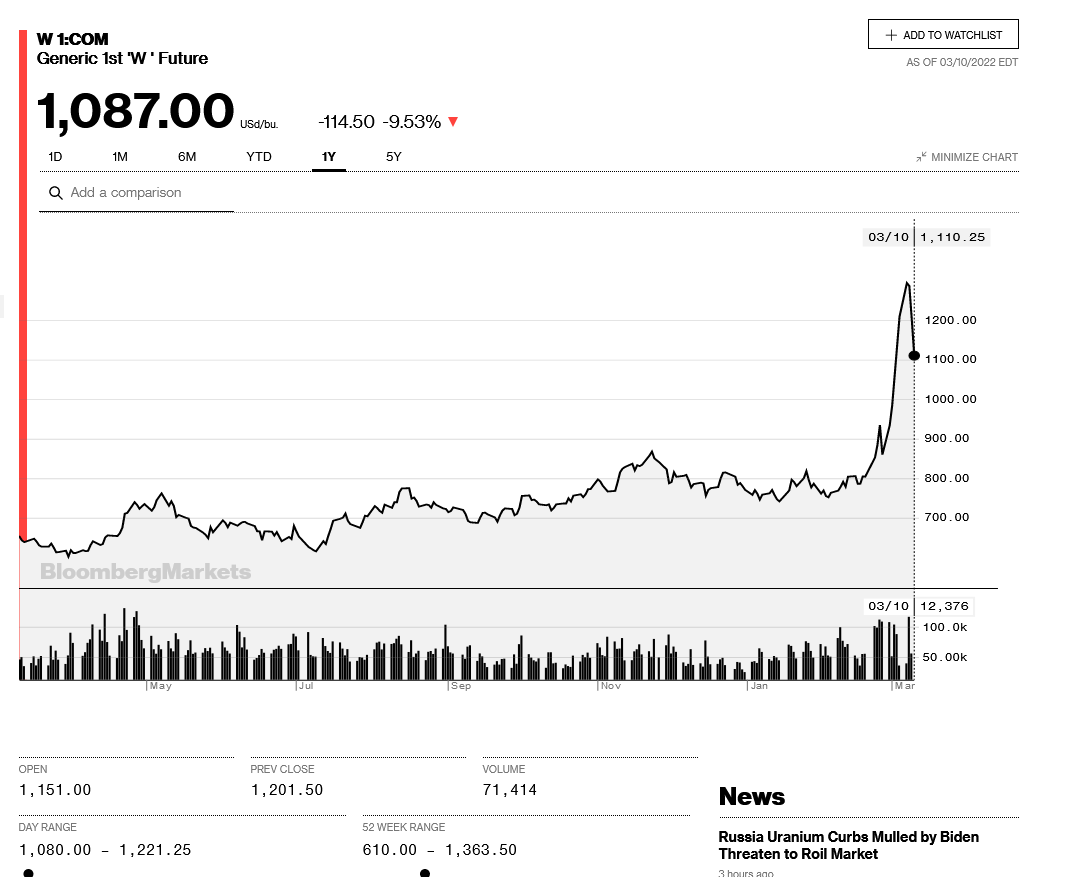 W 1:COM
Generic 1st 'W ' Future
+ ADD TO WATCHLIST
AS OF 03/10/2022 EDT
1,087.00 USd/bu. -114.50 -9.53% ▼
1D 1M 6M YTD 1Y 5Y
MINIMIZE CHART
Add a comparison
03/10 1,110.25
1200.00
1100.00
1000.00
900.00
800.00
700.00
BloombergMarkets
03/10 12,376
100.0k
50.00k
May Jul Sep Nov Jan Mar
OPEN
1,151.00
PREV CLOSE
1,201.50
VOLUME
71,414
DAY RANGE
1,080.00 – 1,221.25
52 WEEK RANGE
610.00 – 1,363.50
News
Russia Uranium Curbs Mulled by Biden
Threaten to Roil Market
3 hours ago